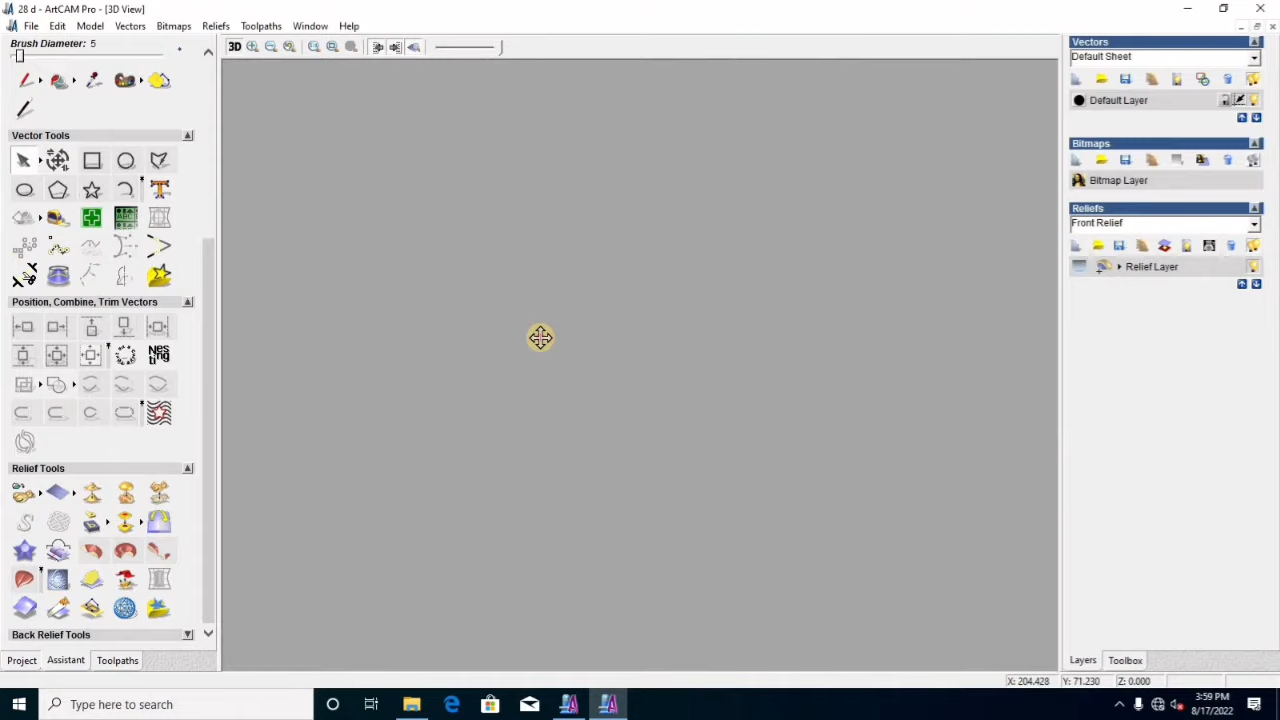 28 d - ArtCAM Pro - [3D View]
File Edit Model Vectors Bitmaps Reliefs Toolpaths Window Help
Brush Diameter: 5
3D
Vectors
Default Sheet
Default Layer
Vector Tools
Bitmaps
Bitmap Layer
Reliefs
Front Relief
Relief Layer
Position, Combine, Trim Vectors
Relief Tools
Back Relief Tools
Project Assistant Toolpaths
Layers Toolbox
X: 204.428 Y: 71.230 Z: 0.000
Type here to search
3:59 PM
8/17/2022